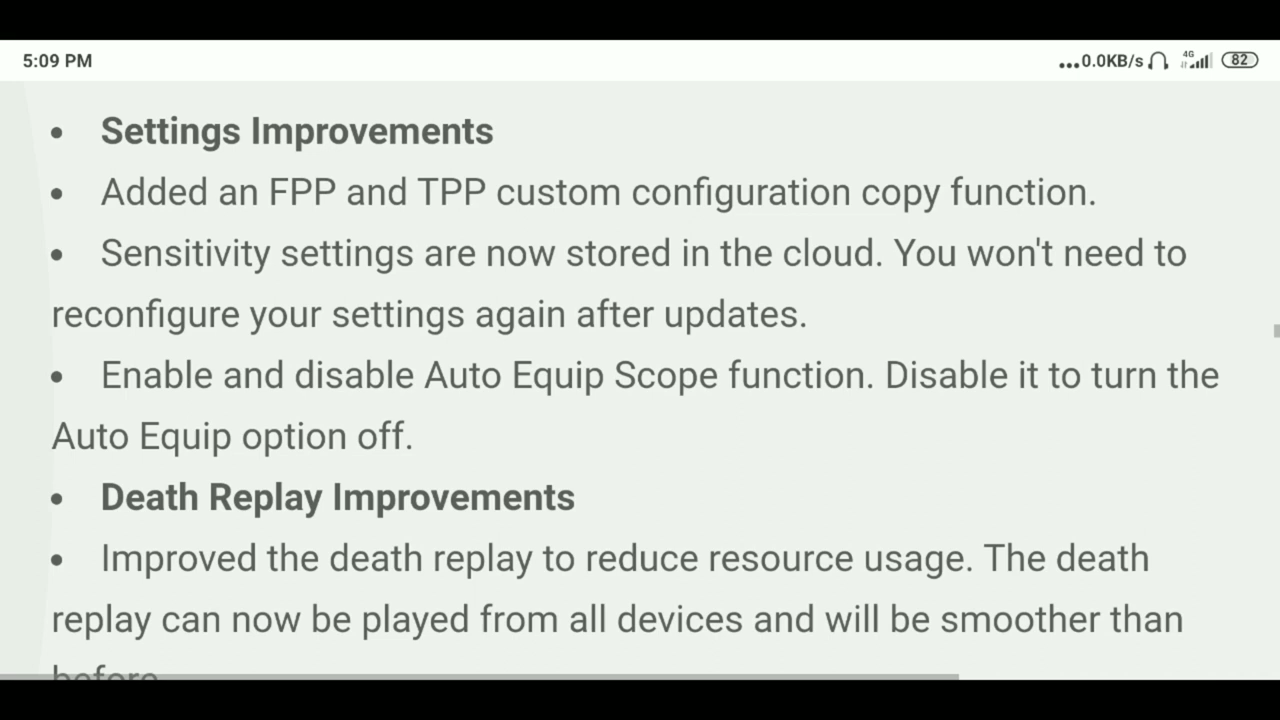 5:09 PM
...0.0KB/s 4G 82
• Settings Improvements
• Added an FPP and TPP custom configuration copy function.
• Sensitivity settings are now stored in the cloud. You won't need to
reconfigure your settings again after updates.
• Enable and disable Auto Equip Scope function. Disable it to turn the
Auto Equip option off.
• Death Replay Improvements
• Improved the death replay to reduce resource usage. The death
replay can now be played from all devices and will be smoother than
before